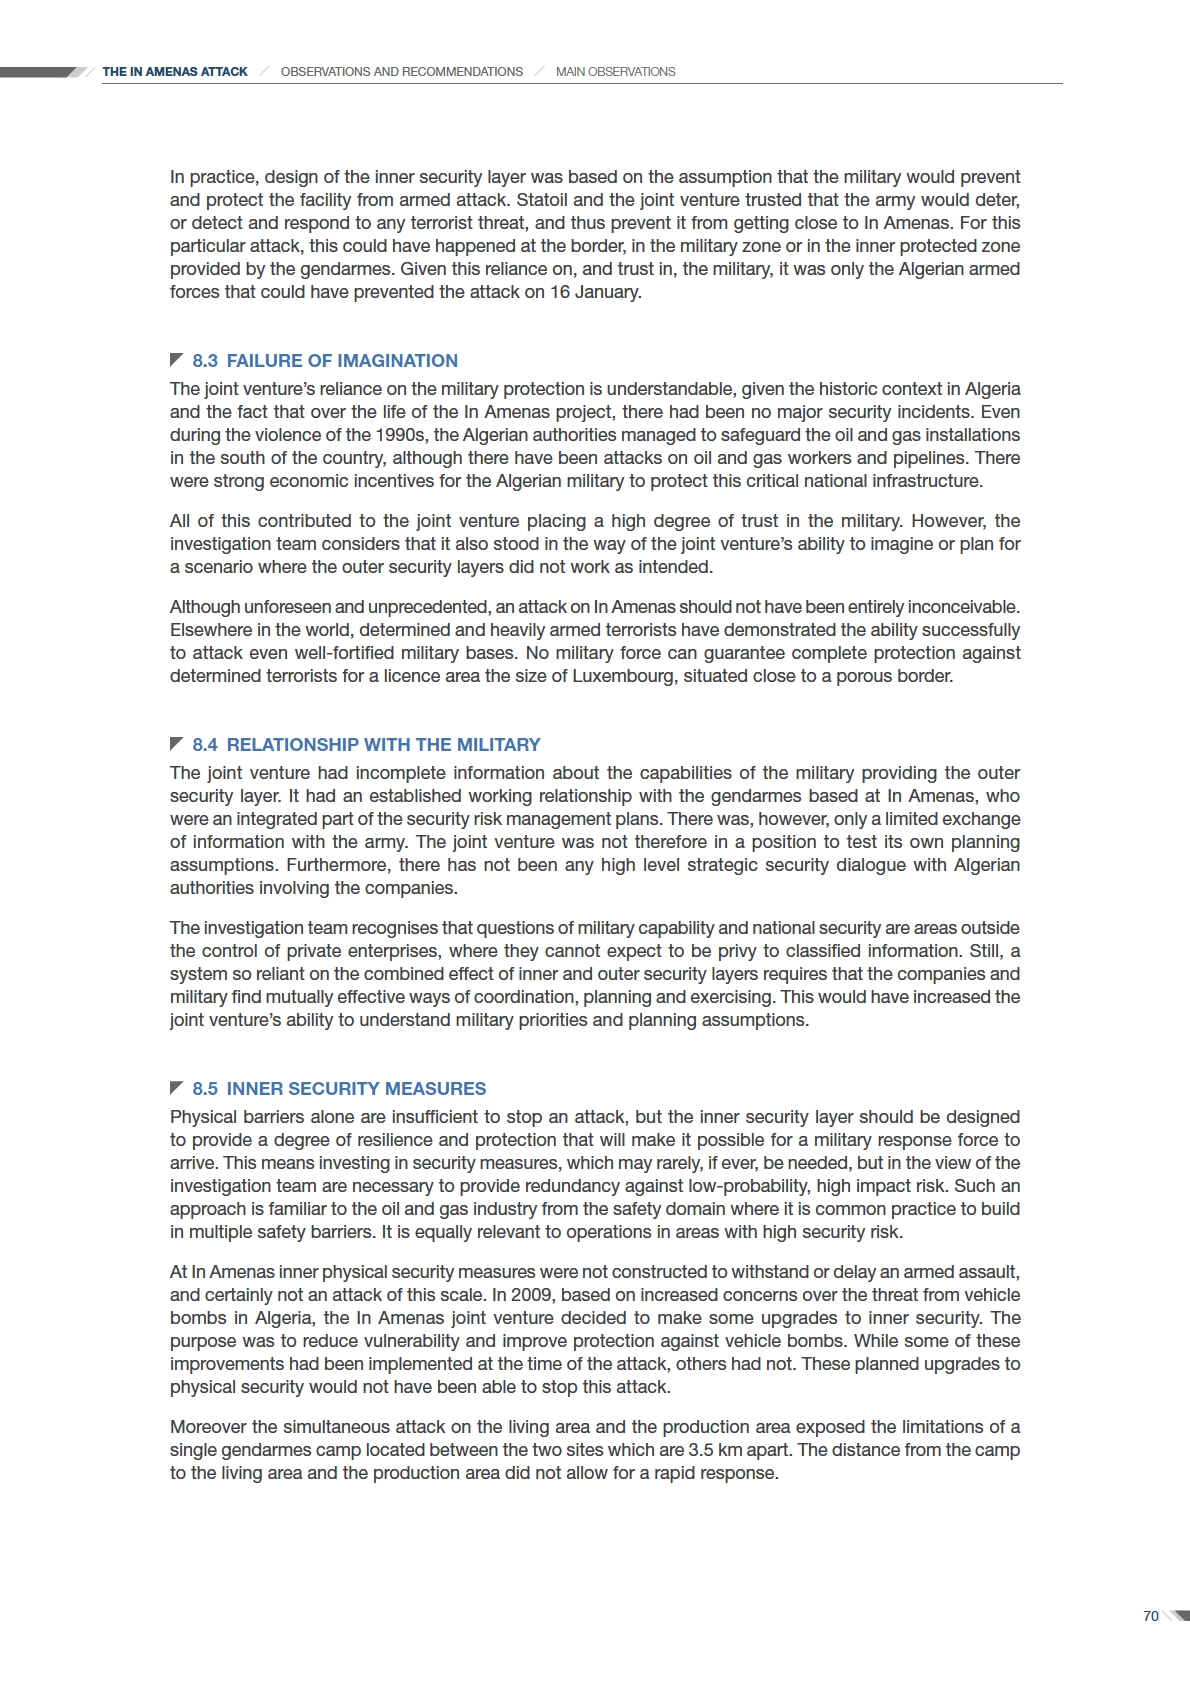 THE IN AMENAS ATTACK / OBSERVATIONS AND RECOMMENDATIONS / MAIN OBSERVATIONS
In practice, design of the inner security layer was based on the assumption that the military would prevent
and protect the facility from armed attack. Statoil and the joint venture trusted that the army would deter,
or detect and respond to any terrorist threat, and thus prevent it from getting close to In Amenas. For this
particular attack, this could have happened at the border, in the military zone or in the inner protected zone
provided by the gendarmes. Given this reliance on, and trust in, the military, it was only the Algerian armed
forces that could have prevented the attack on 16 January.
8.3 FAILURE OF IMAGINATION
The joint venture’s reliance on the military protection is understandable, given the historic context in Algeria
and the fact that over the life of the In Amenas project, there had been no major security incidents. Even
during the violence of the 1990s, the Algerian authorities managed to safeguard the oil and gas installations
in the south of the country, although there have been attacks on oil and gas workers and pipelines. There
were strong economic incentives for the Algerian military to protect this critical national infrastructure.
All of this contributed to the joint venture placing a high degree of trust in the military. However, the
investigation team considers that it also stood in the way of the joint venture’s ability to imagine or plan for
a scenario where the outer security layers did not work as intended.
Although unforeseen and unprecedented, an attack on In Amenas should not have been entirely inconceivable.
Elsewhere in the world, determined and heavily armed terrorists have demonstrated the ability successfully
to attack even well-fortified military bases. No military force can guarantee complete protection against
determined terrorists for a licence area the size of Luxembourg, situated close to a porous border.
8.4 RELATIONSHIP WITH THE MILITARY
The joint venture had incomplete information about the capabilities of the military providing the outer
security layer. It had an established working relationship with the gendarmes based at In Amenas, who
were an integrated part of the security risk management plans. There was, however, only a limited exchange
of information with the army. The joint venture was not therefore in a position to test its own planning
assumptions. Furthermore, there has not been any high level strategic security dialogue with Algerian
authorities involving the companies.
The investigation team recognises that questions of military capability and national security are areas outside
the control of private enterprises, where they cannot expect to be privy to classified information. Still, a
system so reliant on the combined effect of inner and outer security layers requires that the companies and
military find mutually effective ways of coordination, planning and exercising. This would have increased the
joint venture’s ability to understand military priorities and planning assumptions.
8.5 INNER SECURITY MEASURES
Physical barriers alone are insufficient to stop an attack, but the inner security layer should be designed
to provide a degree of resilience and protection that will make it possible for a military response force to
arrive. This means investing in security measures, which may rarely, if ever, be needed, but in the view of the
investigation team are necessary to provide redundancy against low-probability, high impact risk. Such an
approach is familiar to the oil and gas industry from the safety domain where it is common practice to build
in multiple safety barriers. It is equally relevant to operations in areas with high security risk.
At In Amenas inner physical security measures were not constructed to withstand or delay an armed assault,
and certainly not an attack of this scale. In 2009, based on increased concerns over the threat from vehicle
bombs in Algeria, the In Amenas joint venture decided to make some upgrades to inner security. The
purpose was to reduce vulnerability and improve protection against vehicle bombs. While some of these
improvements had been implemented at the time of the attack, others had not. These planned upgrades to
physical security would not have been able to stop this attack.
Moreover the simultaneous attack on the living area and the production area exposed the limitations of a
single gendarmes camp located between the two sites which are 3.5 km apart. The distance from the camp
to the living area and the production area did not allow for a rapid response.
70